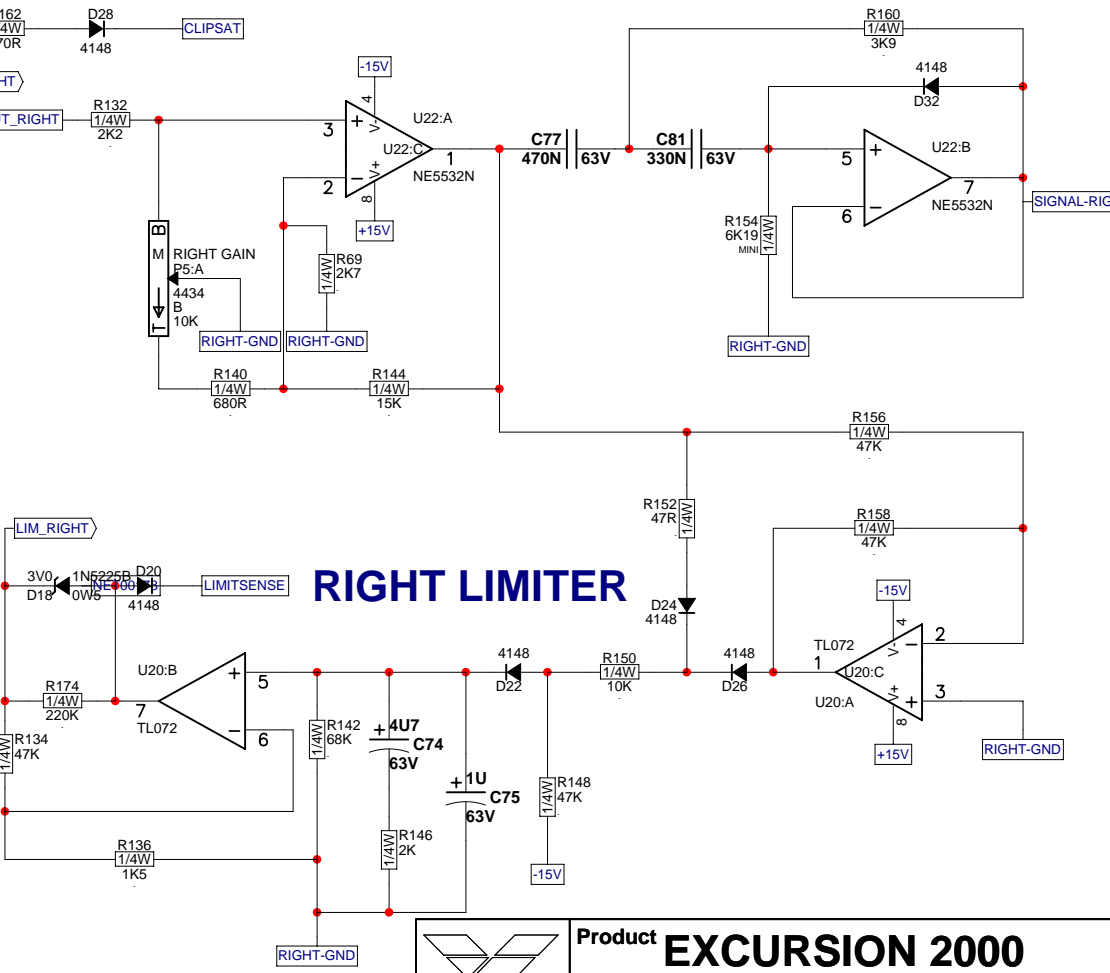 162
D28
4W
70R
4148
CLIPSAT
HT
UT_RIGHT
R132
1/4W
2K2
-15V
4
V-
3
+
U22:A
U22:C
1
NE5532N
2
−
V+
8
+15V
C77
470N
63V
C81
330N
63V
R160
1/4W
3K9
4148
D32
5
+
U22:B
7
NE5532N
6
−
SIGNAL-RIG
R154
6K19
MINI
1/4W
RIGHT-GND
B
M
T
RIGHT GAIN
P5:A
4434
B
10K
R69
2K7
1/4W
RIGHT-GND
RIGHT-GND
R140
1/4W
680R
R144
1/4W
15K
R156
1/4W
47K
R152
47R
1/4W
R158
1/4W
47K
LIM_RIGHT
3V0
1N5225B
D20
D18
0W5
4148
LIMITSENSE
RIGHT LIMITER
D24
4148
-15V
4
V-
TL072
2
−
1
U20:C
U20:A
V+
3
+
8
+15V
RIGHT-GND
4148
D26
R150
1/4W
10K
4148
D22
U20:B
+
5
7
TL072
−
6
R174
1/4W
220K
R134
47K
1/4W
R142
68K
1/4W
+
4U7
C74
63V
+
1U
C75
63V
R148
47K
1/4W
R146
2K
1/4W
-15V
R136
1/4W
1K5
RIGHT-GND
Product EXCURSION 2000